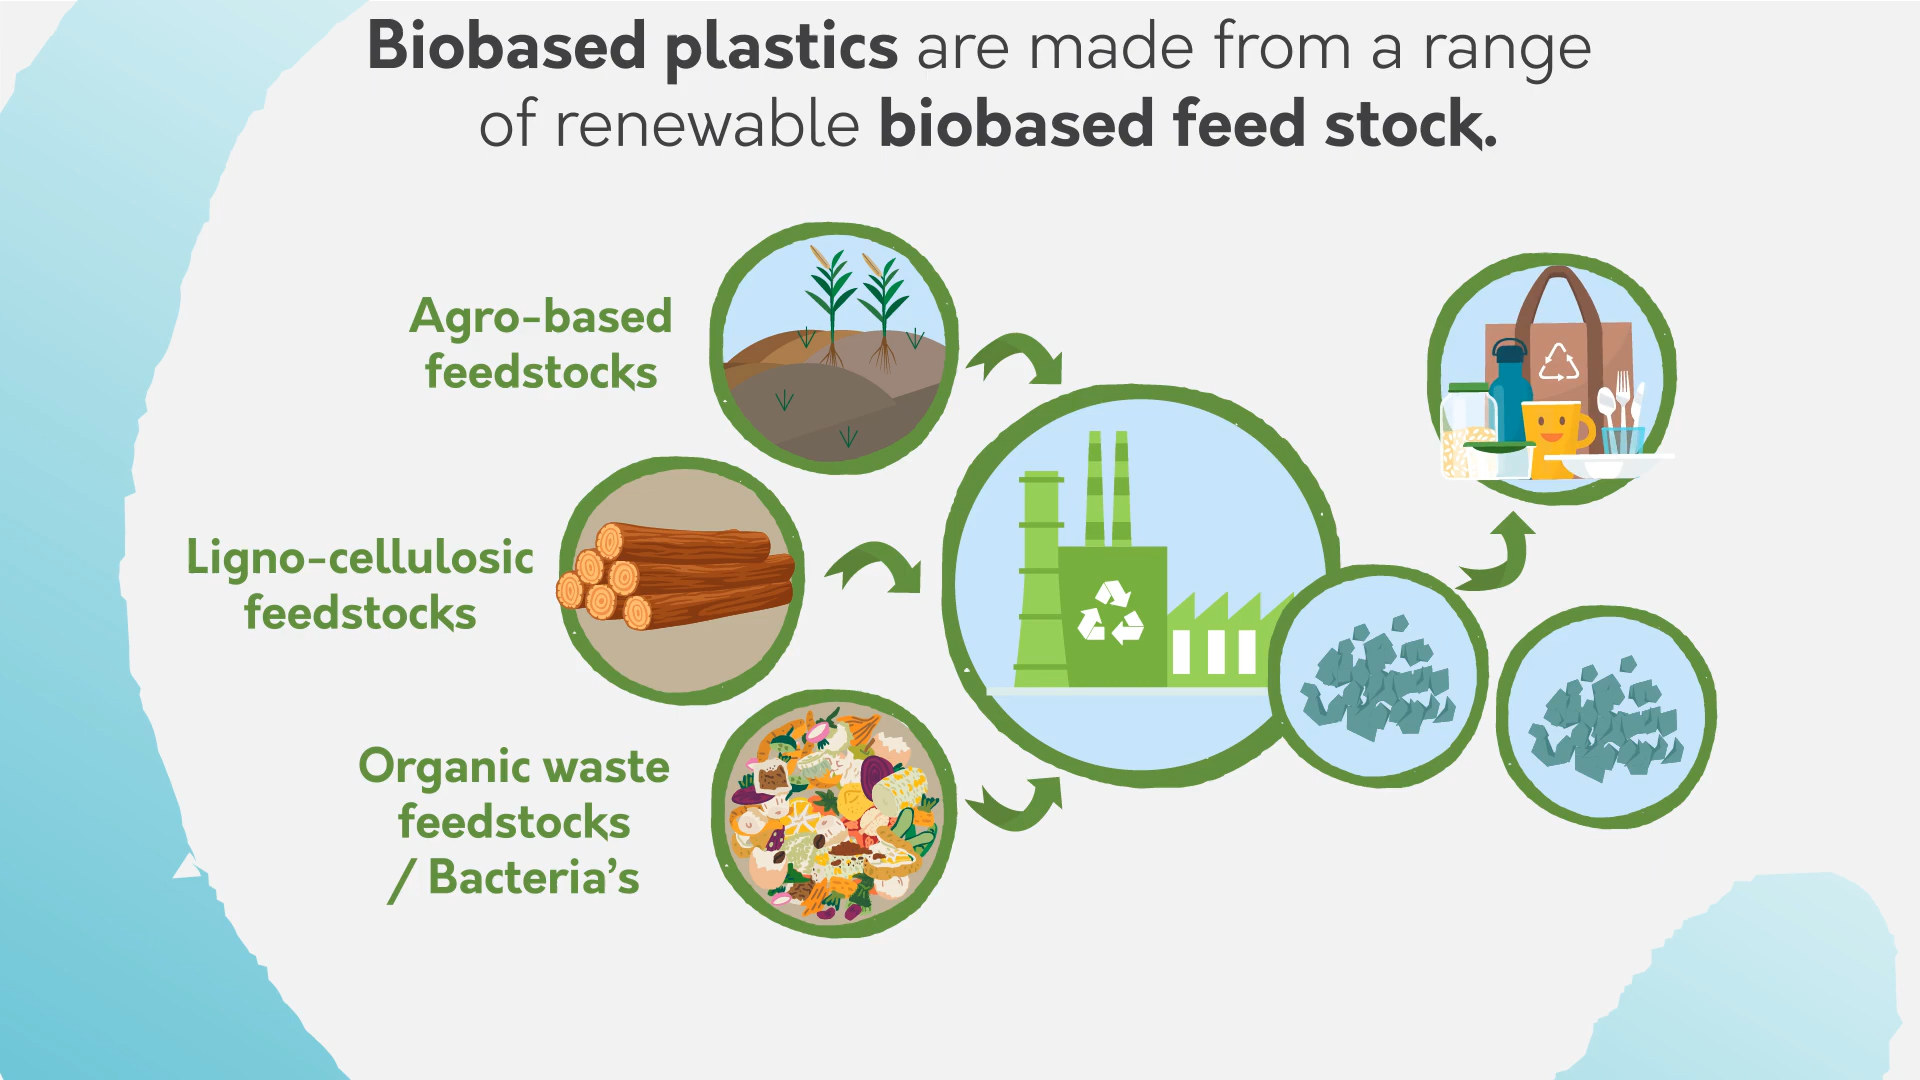 Biobased plastics are made from a range
of renewable biobased feed stock.
Agro-based
feedstocks
Ligno-cellulosic
feedstocks
Organic waste
feedstocks
/ Bacteria’s